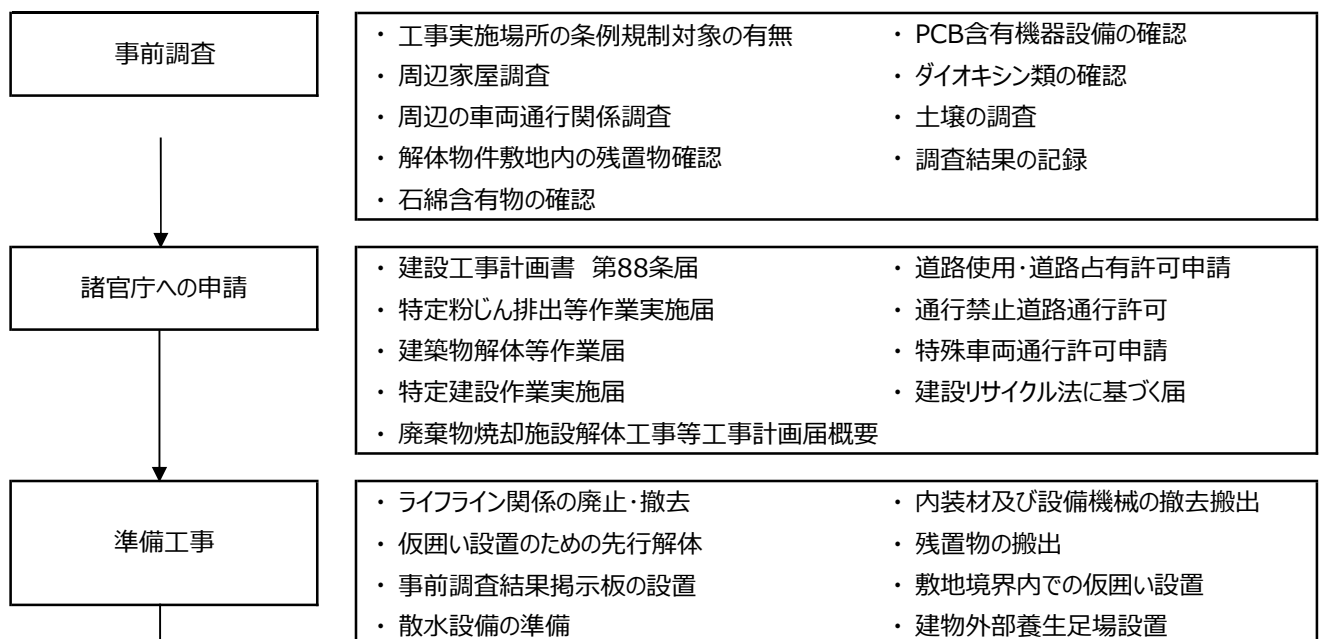 事前調査
・ 工事実施場所の条例規制対象の有無
・ 周辺家屋調査
・ 周辺の車両通行関係調査
・ 解体物件敷地内の残置物確認
・ 石綿含有物の確認
・ PCB含有機器設備の確認
・ ダイオキシン類の確認
・ 土壌の調査
・ 調査結果の記録
諸官庁への申請
・ 建設工事計画書 第88条届
・ 特定粉じん排出等作業実施届
・ 建築物解体等作業届
・ 特定建設作業実施届
・ 廃棄物焼却施設解体工事等工事計画届概要
・ 道路使用・道路占有許可申請
・ 通行禁止道路通行許可
・ 特殊車両通行許可申請
・ 建設リサイクル法に基づく届
準備工事
・ ライフライン関係の廃止・撤去
・ 仮囲い設置のための先行解体
・ 事前調査結果掲示板の設置
・ 散水設備の準備
・ 内装材及び設備機械の撤去搬出
・ 残置物の搬出
・ 敷地境界内での仮囲い設置
・ 建物外部養生足場設置